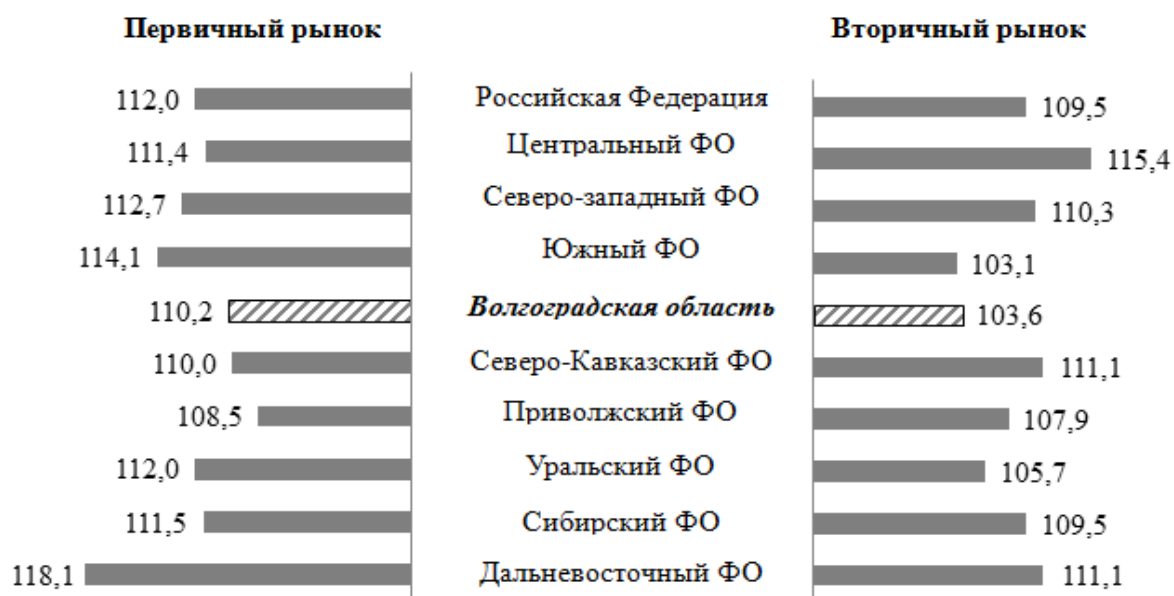 Первичный рынок Вторичный рынок
112,0 Российская Федерация 109,5
111,4 Центральный ФО 115,4
112,7 Северо-западный ФО 110,3
114,1 Южный ФО 103,1
110,2 Волгоградская область 103,6
110,0 Северо-Кавказский ФО 111,1
108,5 Приволжский ФО 107,9
112,0 Уральский ФО 105,7
111,5 Сибирский ФО 109,5
118,1 Дальневосточный ФО 111,1